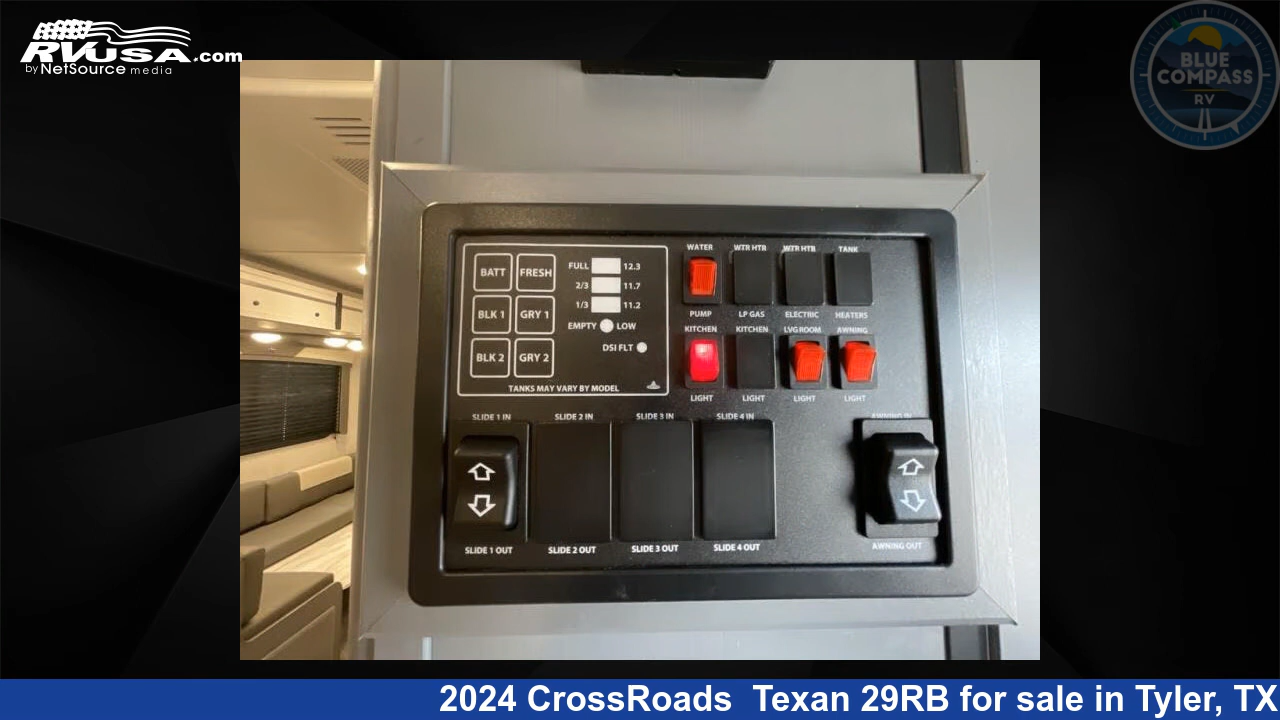 RVUSA.com
by NetSource media
BLUE
COMPASS
RV
BATT FRESH
BLK 1 GRY 1
BLK 2 GRY 2
FULL 12.3
2/3 11.7
1/3 11.2
EMPTY LOW
DSI FLT
TANKS MAY VARY BY MODEL
WATER WTR HTR WTR HTR TANK
PUMP LP GAS ELECTRIC HEATERS
KITCHEN KITCHEN LVG ROOM AWNING
LIGHT LIGHT LIGHT LIGHT
SLIDE 1 IN SLIDE 2 IN SLIDE 3 IN SLIDE 4 IN AWNING IN
SLIDE 1 OUT SLIDE 2 OUT SLIDE 3 OUT SLIDE 4 OUT AWNING OUT
2024 CrossRoads Texan 29RB for sale in Tyler, TX